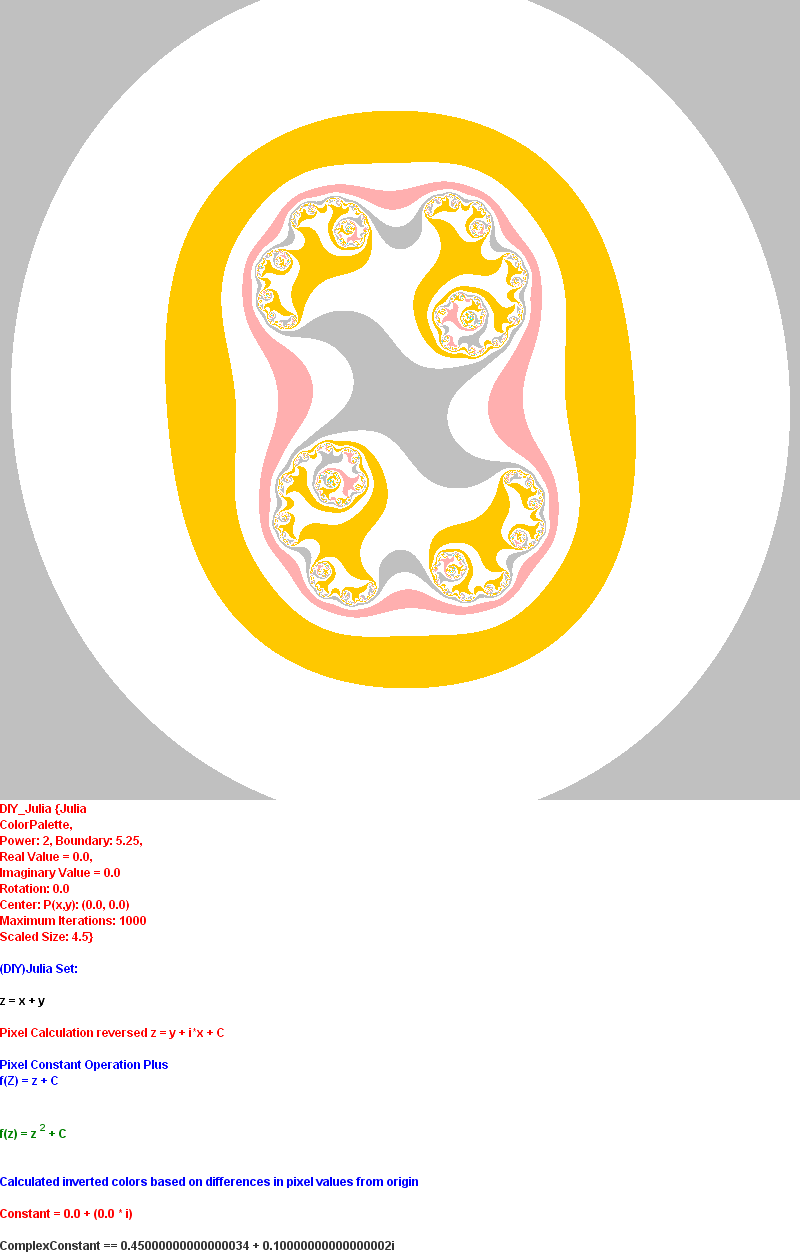 DIY_Julia {Julia
ColorPalette,
Power: 2, Boundary: 5.25,
Real Value = 0.0,
Imaginary Value = 0.0
Rotation: 0.0
Center: P(x,y): (0.0, 0.0)
Maximum Iterations: 1000
Scaled Size: 4.5}
(DIY)Julia Set:
z = x + y
Pixel Calculation reversed z = y + i*x + C
Pixel Constant Operation Plus
f(Z) = z + C
f(z) = z 2 + C
Calculated inverted colors based on differences in pixel values from origin
Constant = 0.0 + (0.0 * i)
ComplexConstant == 0.45000000000000034 + 0.10000000000000002i